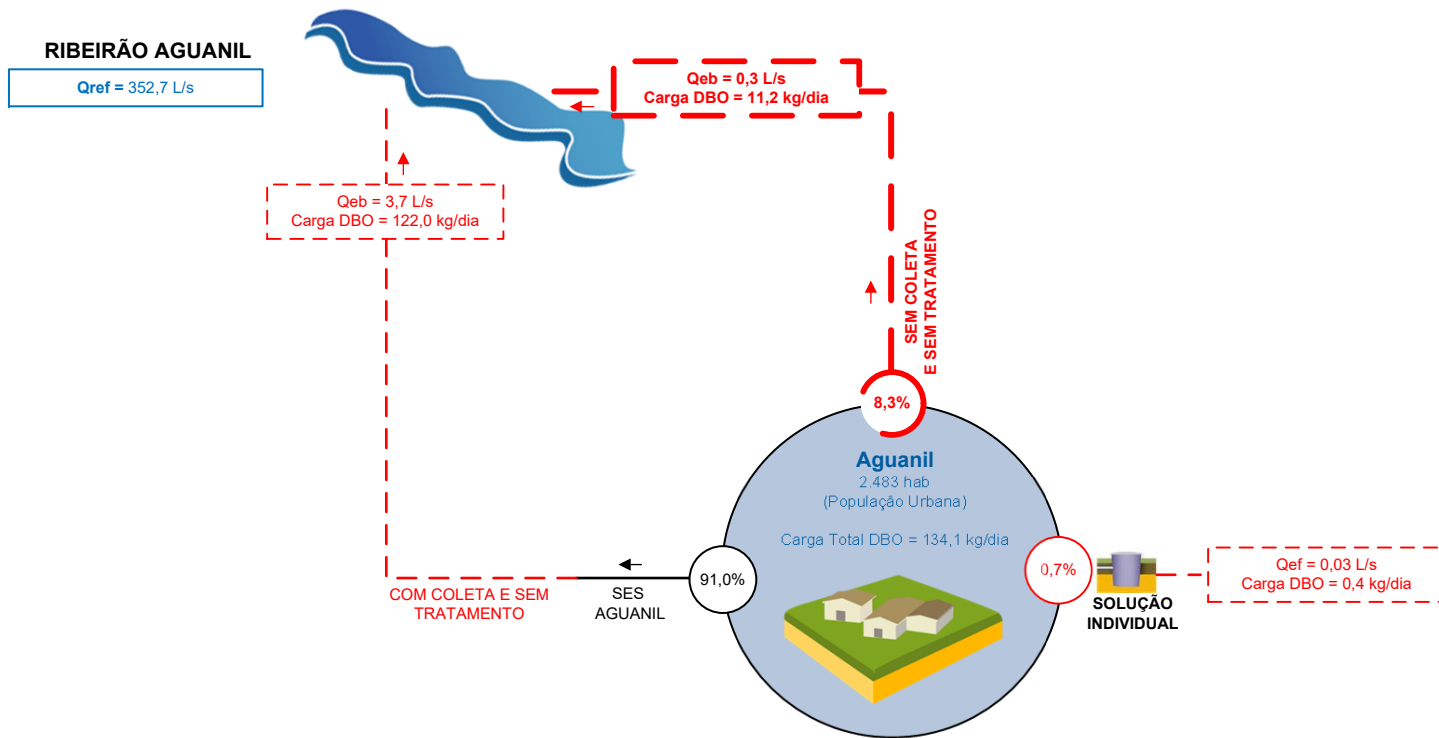 RIBEIRÃO AGUANIL
Qref = 352,7 L/s
Qeb = 0,3 L/s
Carga DBO = 11,2 kg/dia
Qeb = 3,7 L/s
Carga DBO = 122,0 kg/dia
SEM COLETA
E SEM TRATAMENTO
8,3%
Aguanil
2.483 hab
(População Urbana)
Carga Total DBO = 134,1 kg/dia
91,0%
SES
AGUANIL
COM COLETA E SEM
TRATAMENTO
0,7%
SOLUÇÃO
INDIVIDUAL
Qef = 0,03 L/s
Carga DBO = 0,4 kg/dia